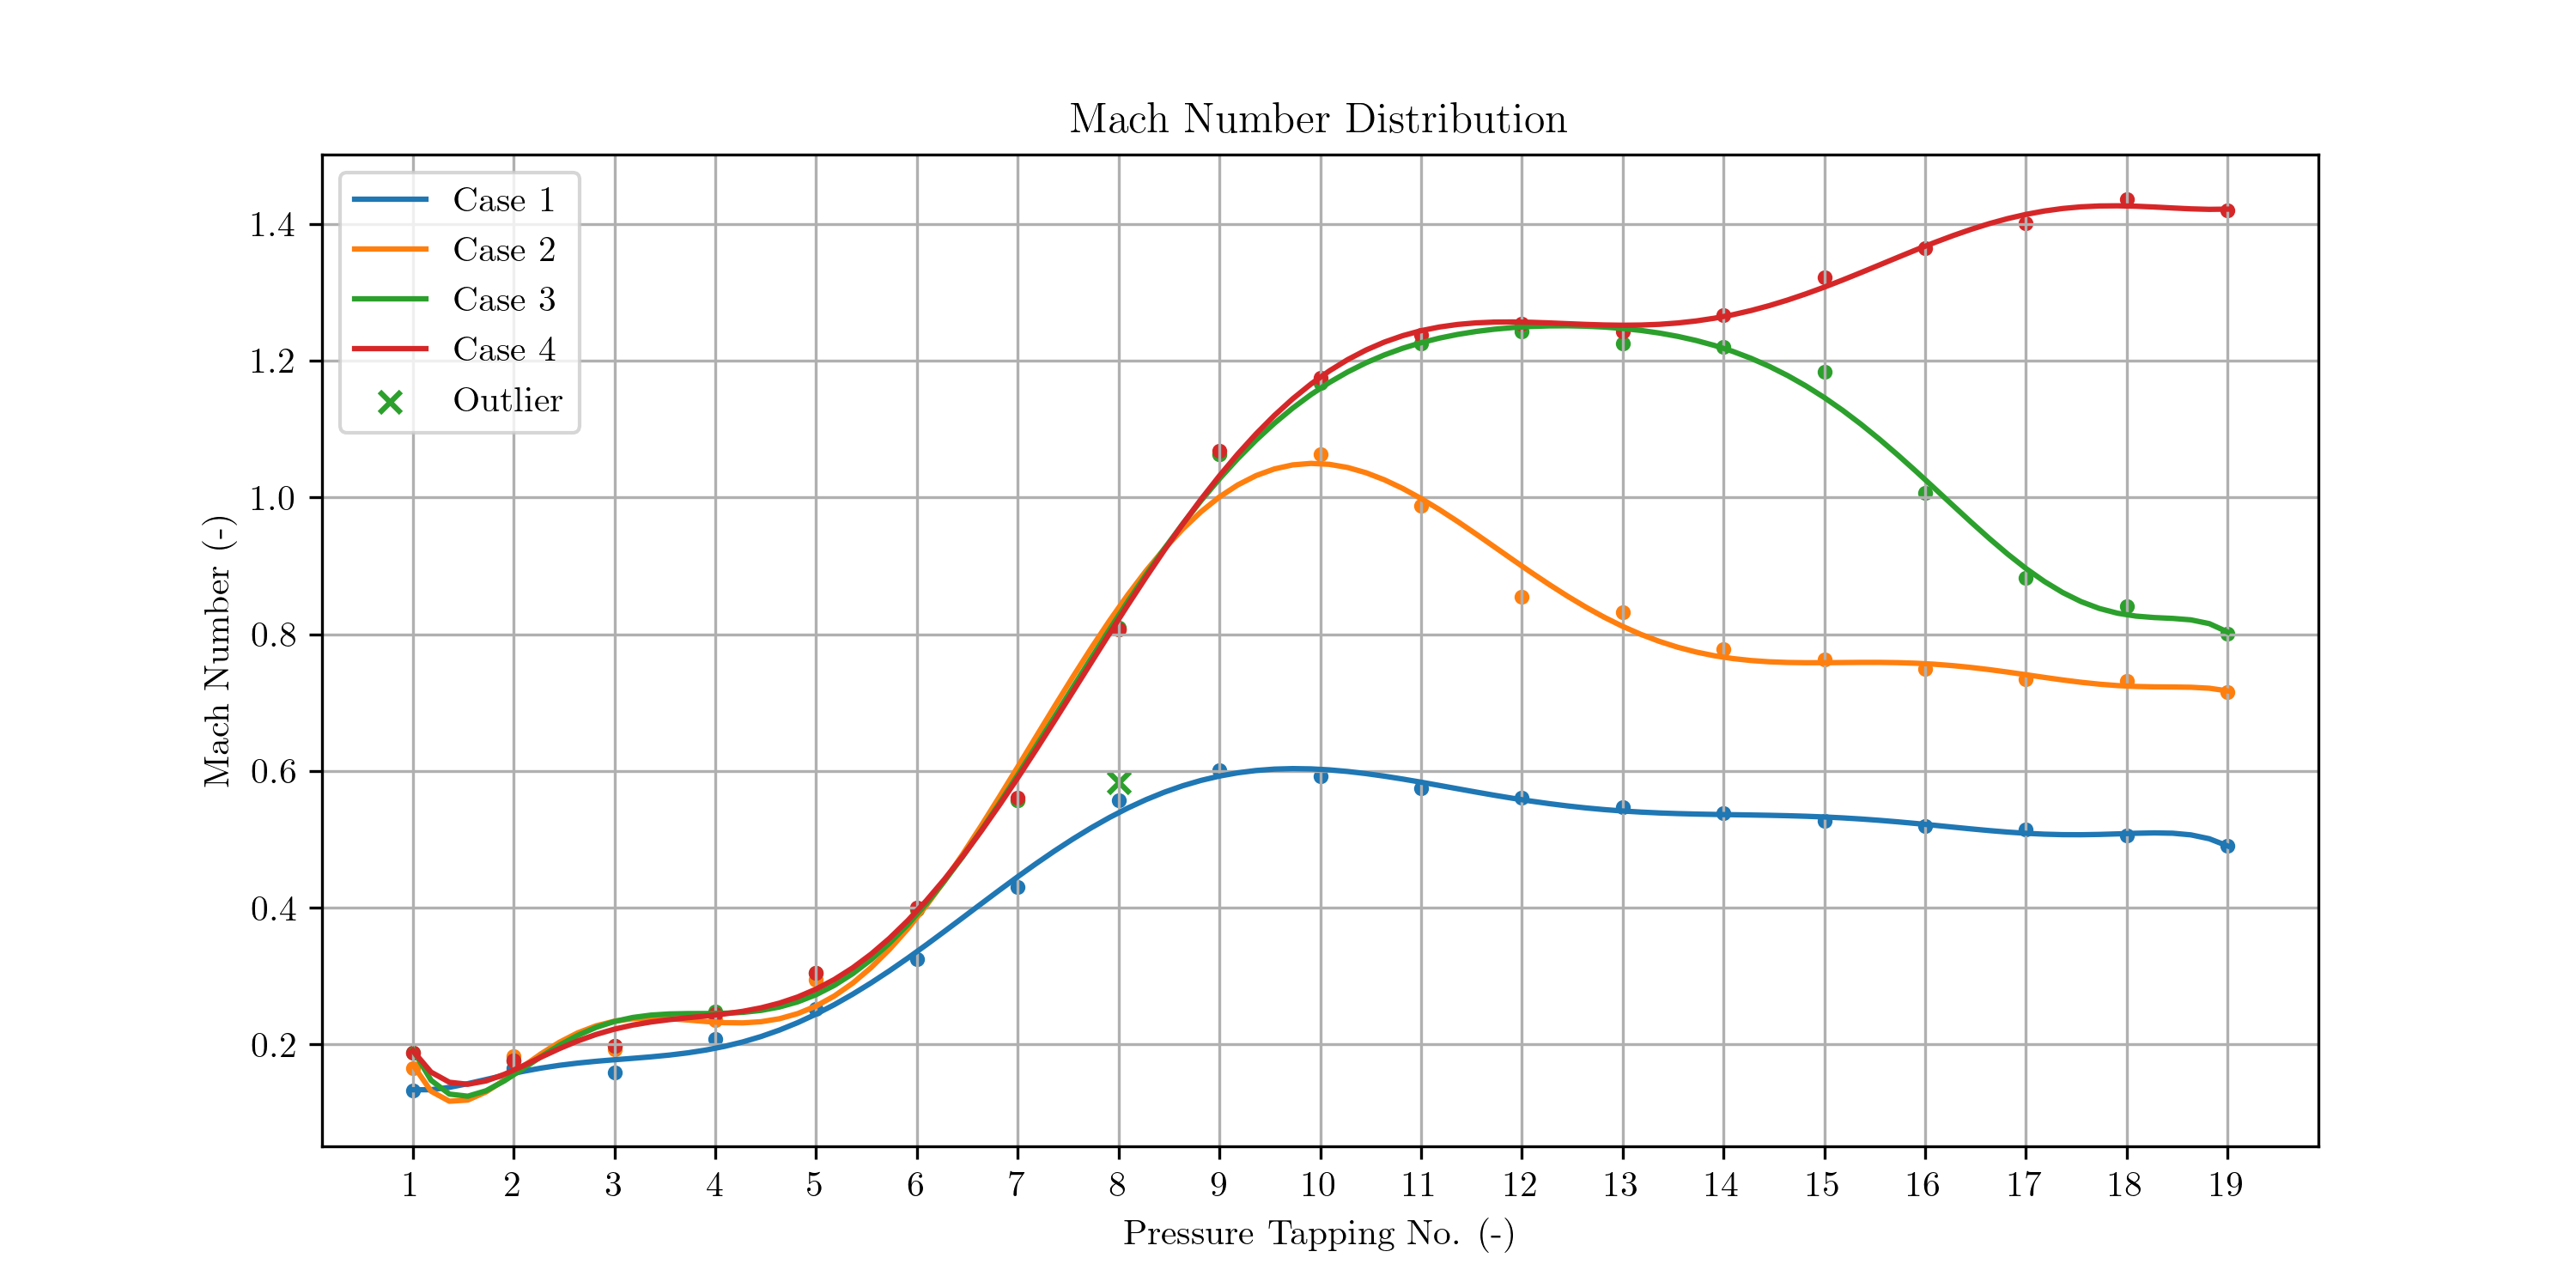 Mach Number Distribution
Case 1
Case 2
Case 3
Case 4
Outlier
1.4
1.2
1.0
0.8
0.6
0.4
0.2
Mach Number (-)
1 2 3 4 5 6 7 8 9 10 11 12 13 14 15 16 17 18 19
Pressure Tapping No. (-)